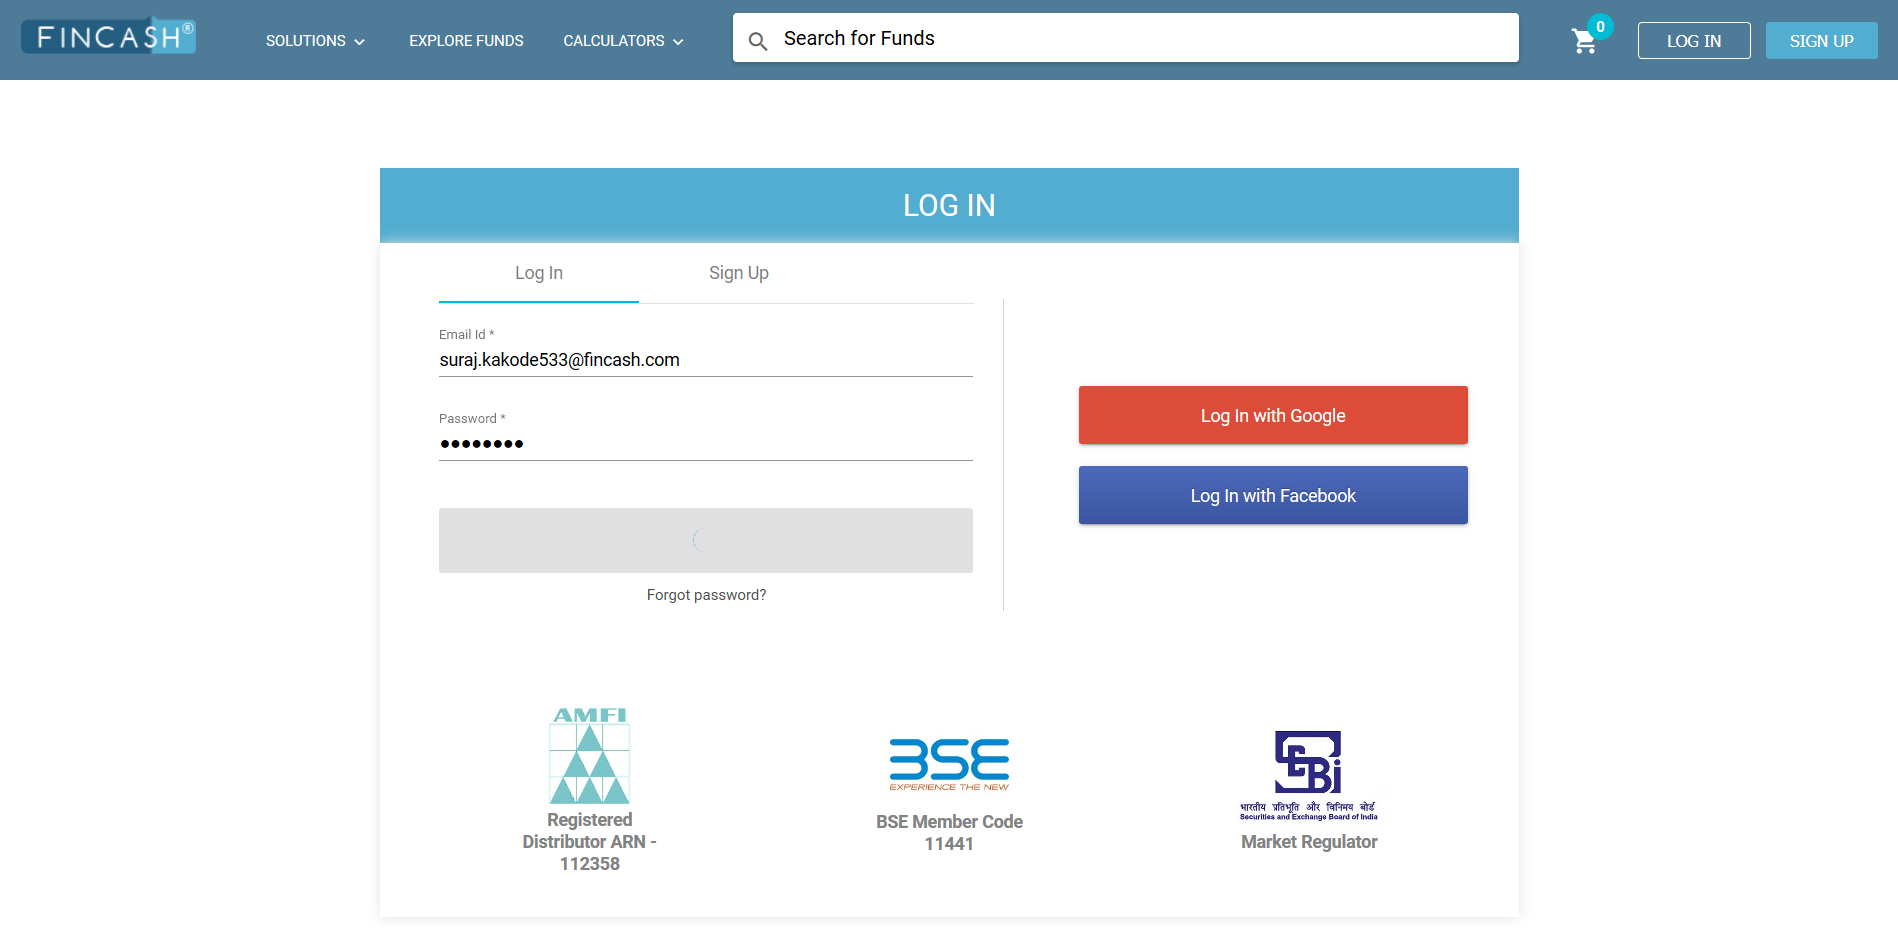 FINCASH®
SOLUTIONS
EXPLORE FUNDS
CALCULATORS
Search for Funds
0
LOG IN
SIGN UP
LOG IN
Log In
Sign Up
Email Id *
suraj.kakode533@fincash.com
Password *
••••••••
Forgot password?
Log In with Google
Log In with Facebook
AMFI
Registered
Distributor ARN -
112358
BSE
EXPERIENCE THE NEW
BSE Member Code
11441
SEBI
भारतीय प्रतिभूति और विनिमय बोर्ड
Securities and Exchange Board of India
Market Regulator